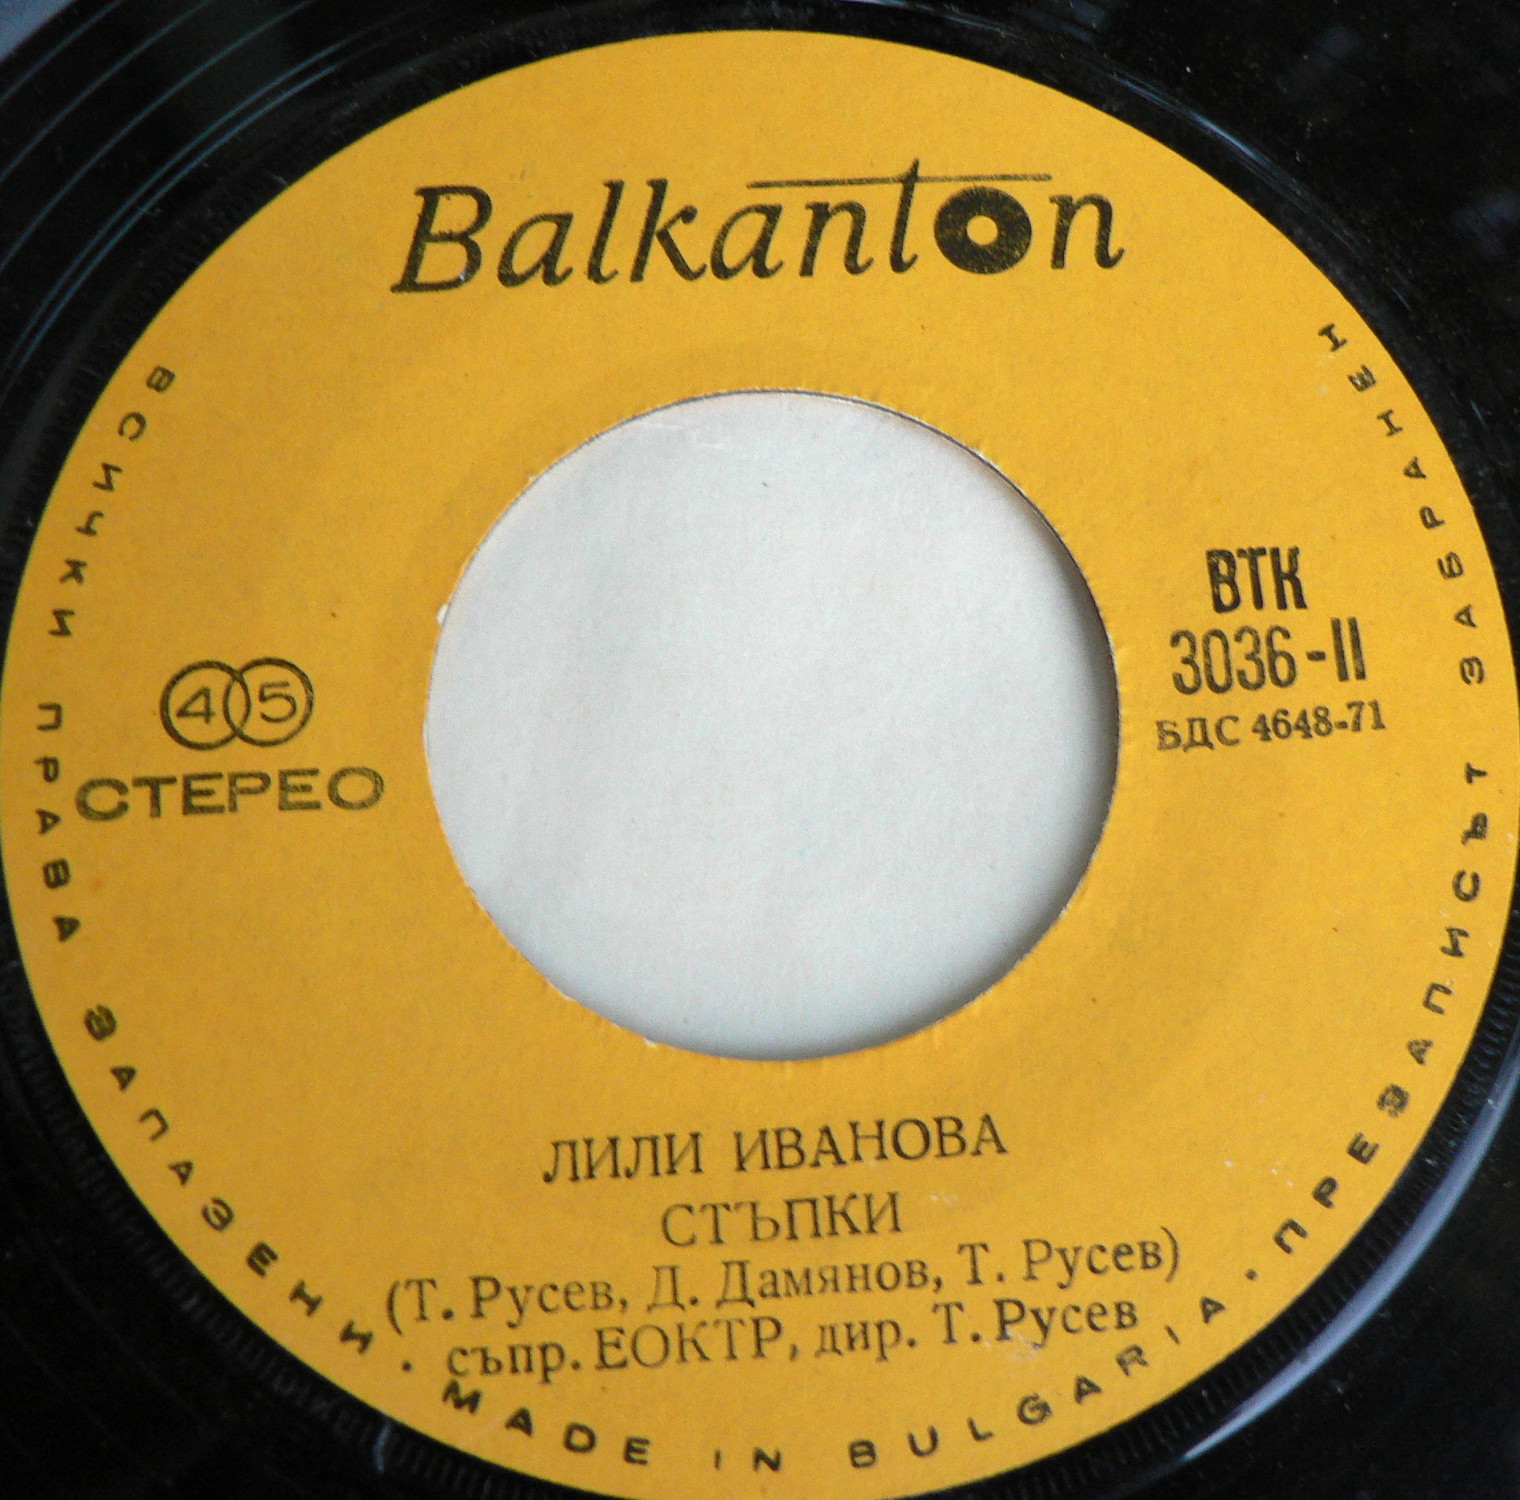 Balkanton
ВТК
3036-II
БДС 4648-71
45
СТЕРЕО
ЛИЛИ ИВАНОВА
СТЪПКИ
(Т. Русев, Д. Дамянов, Т. Русев)
съпр. ЕОКТР, дир. Т. Русев
ВСИЧКИ ПРАВА ЗАПАЗЕНИ · MADE IN BULGARIA · ПРЕЗАПИСЪТ ЗАБРАНЕН